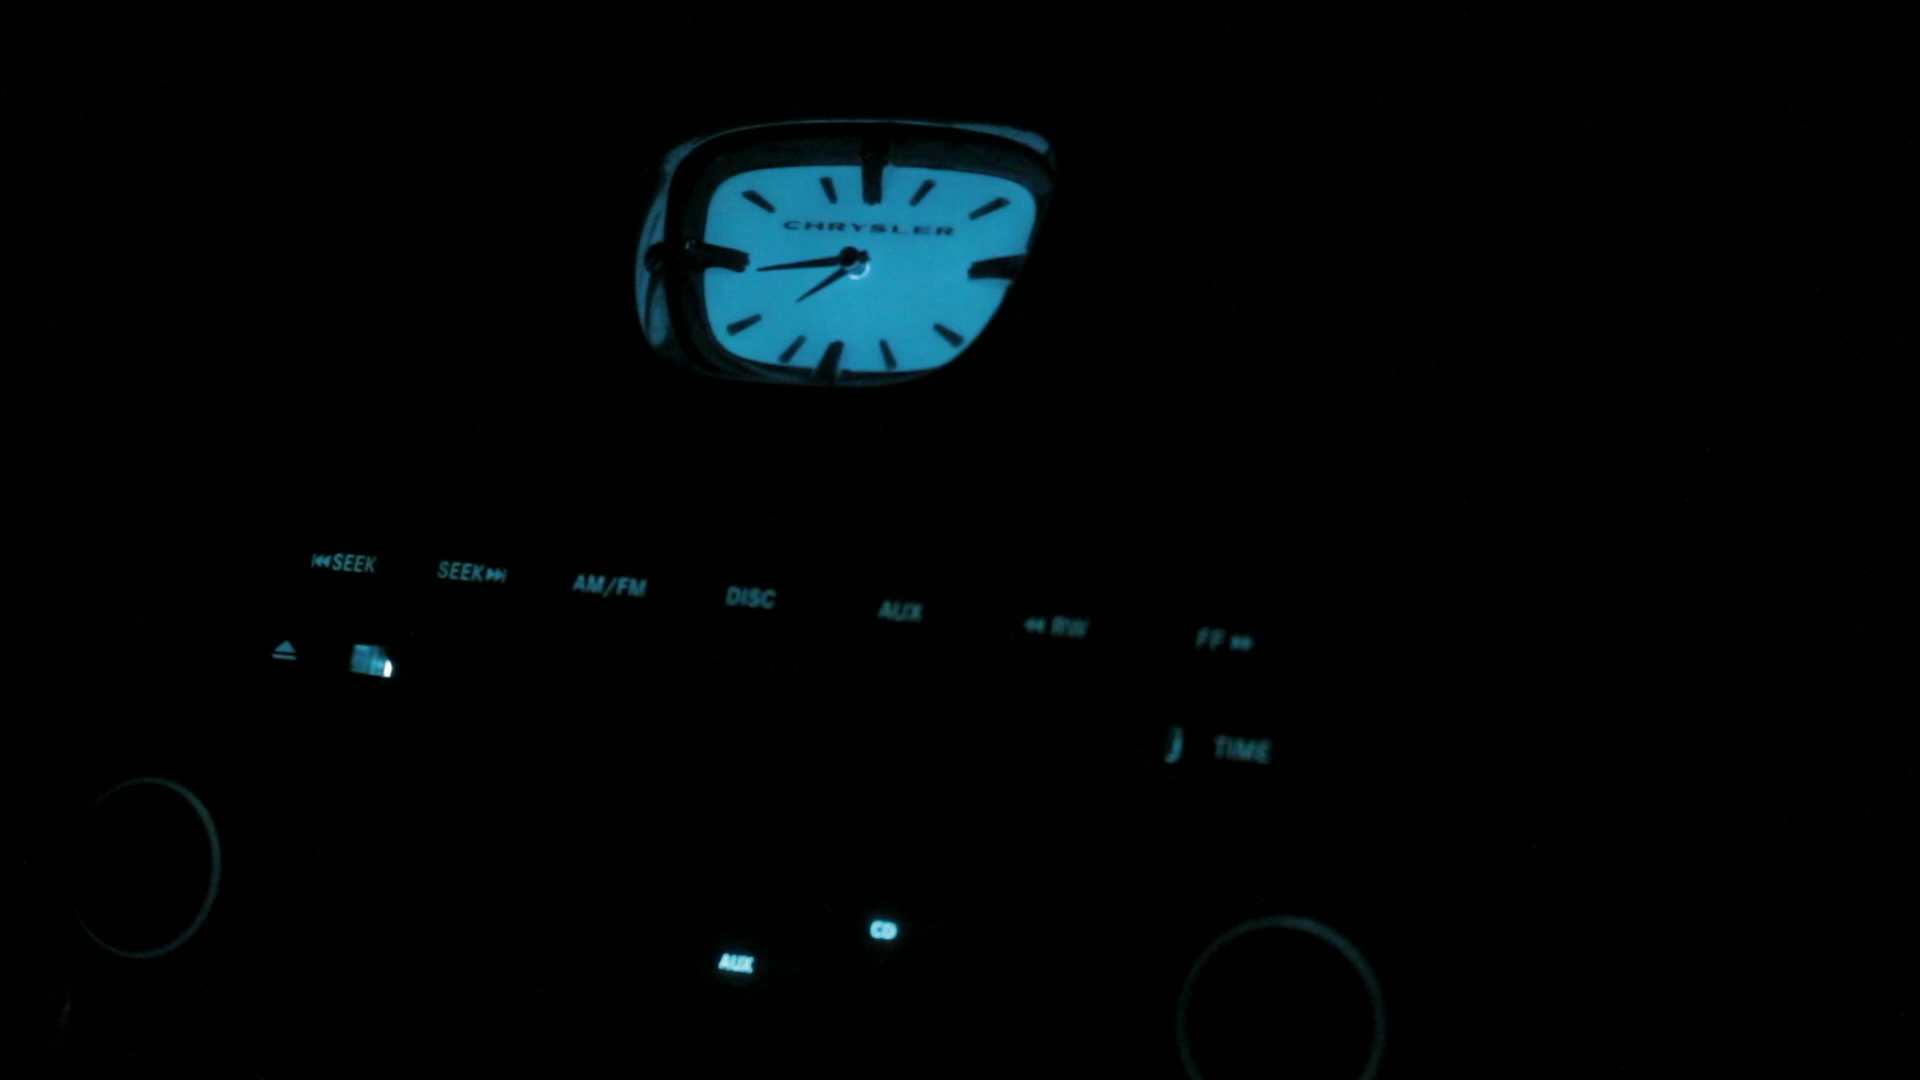 CHRYSLER
SEEK
SEEK
AM/FM
DISC
AUX
RW
FF
TIME
CD
AUX